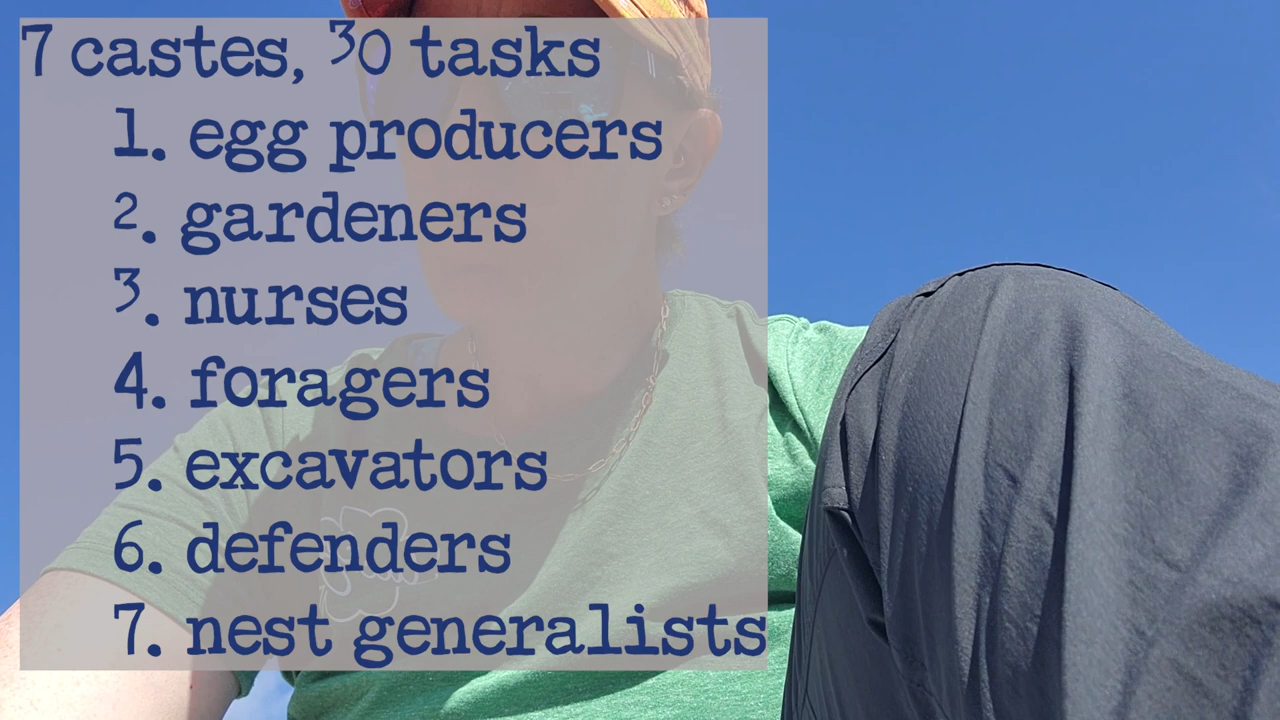 7 castes, 30 tasks
1. egg producers
2. gardeners
3. nurses
4. foragers
5. excavators
6. defenders
7. nest generalists